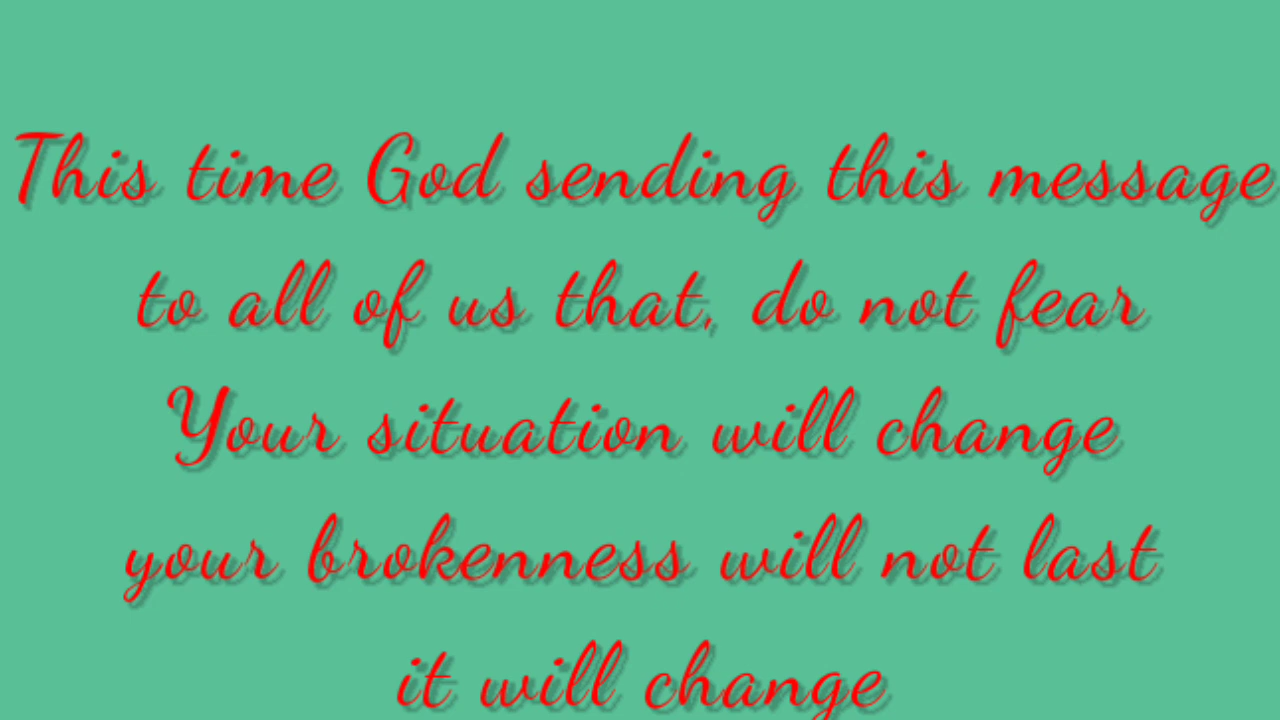 This time God sending this message
to all of us that, do not fear
Your situation will change
your brokenness will not last
it will change